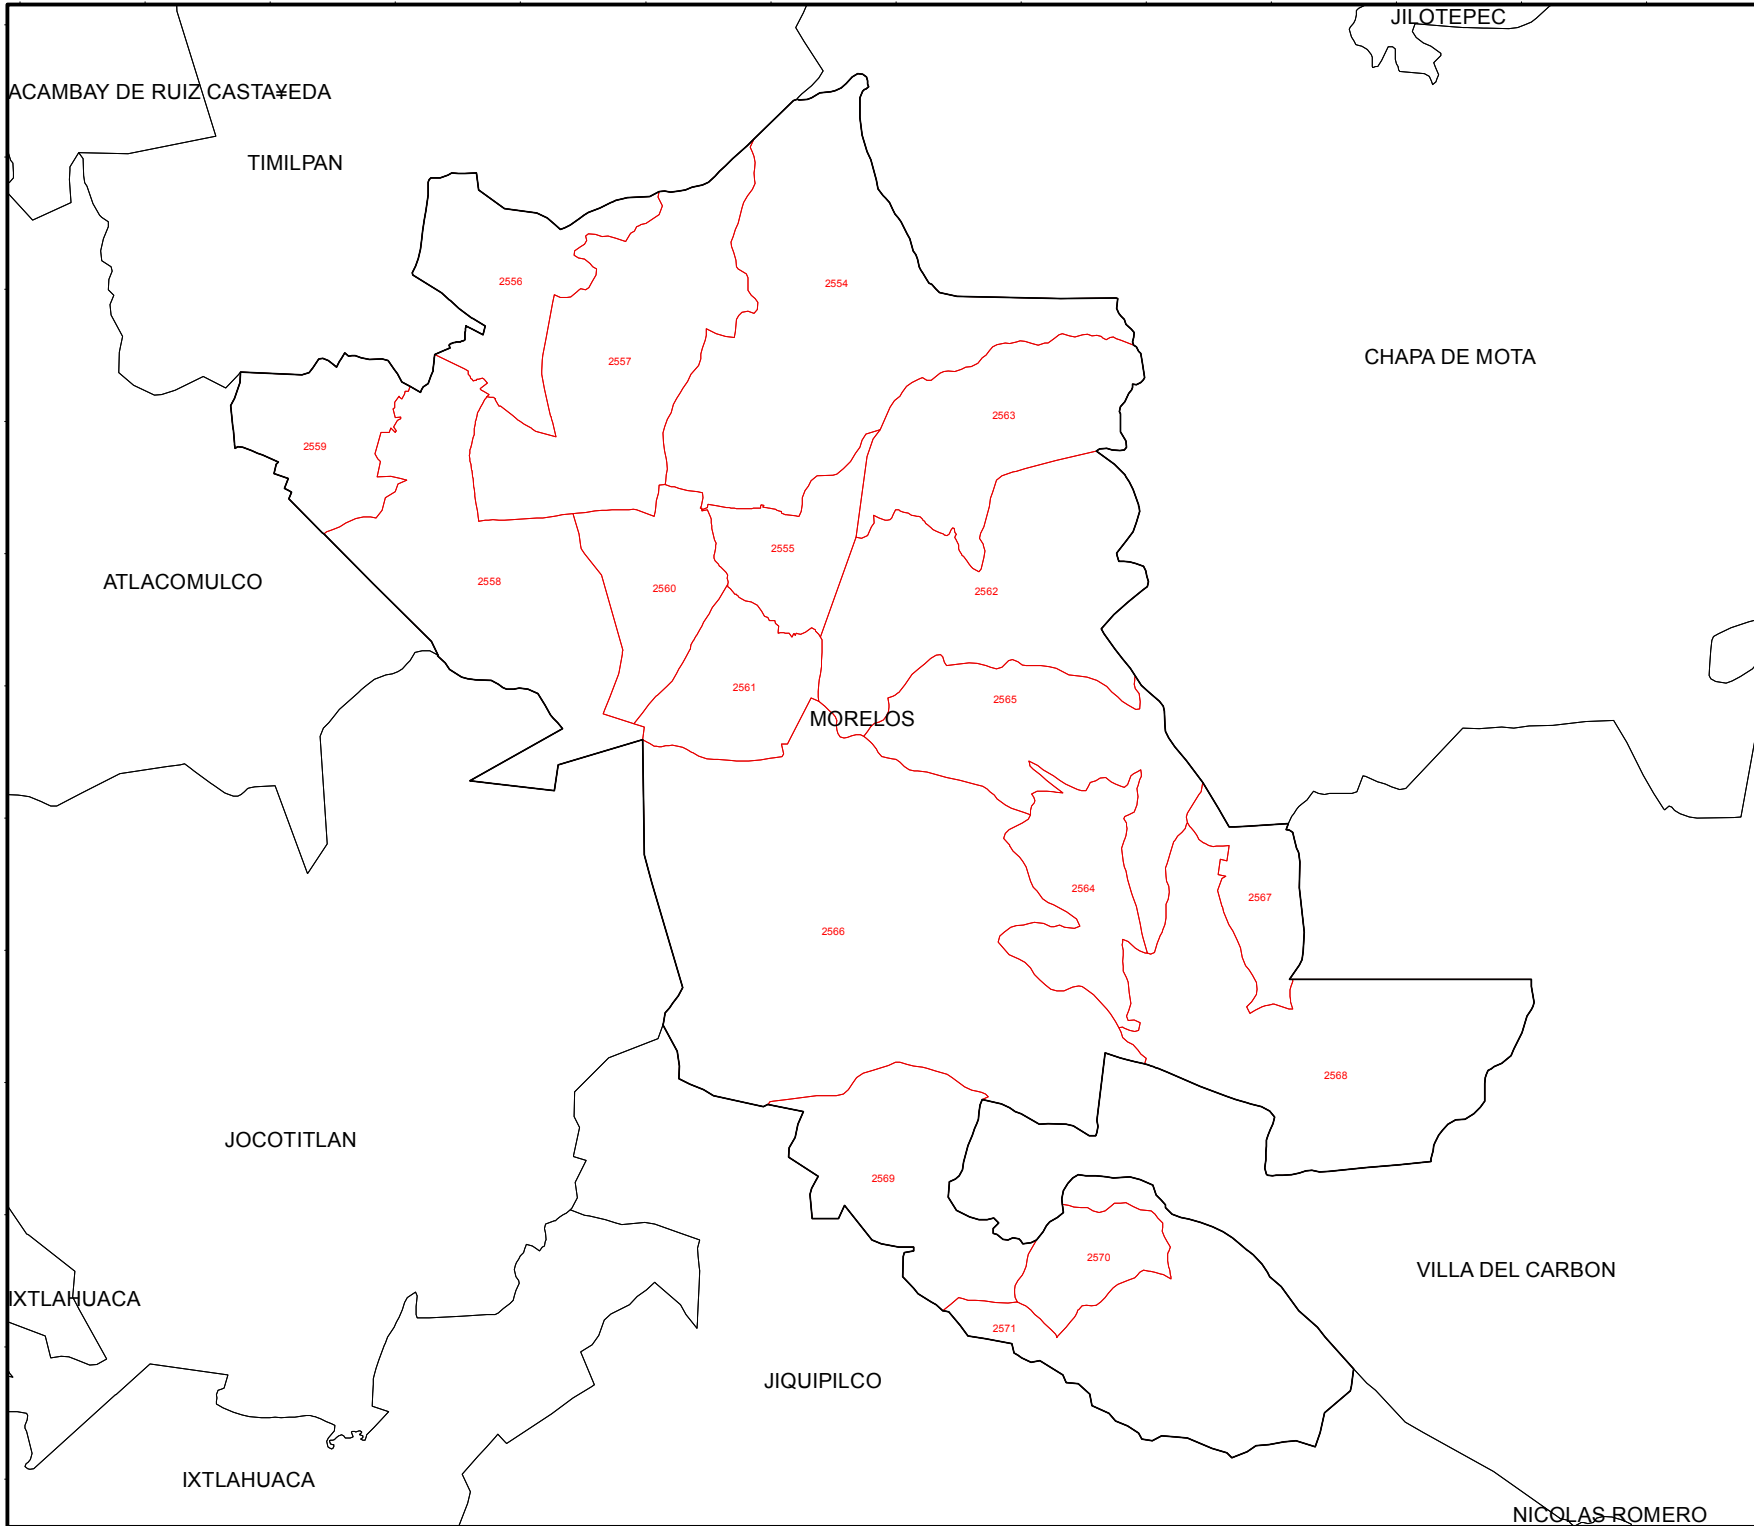 JILOTEPEC
ACAMBAY DE RUIZ CASTA¥EDA
TIMILPAN
2556
2554
CHAPA DE MOTA
2557
2563
2559
2555
ATLACOMULCO
2558
2560
2562
2561
2565
MORELOS
2564
2567
2566
2568
JOCOTITLAN
2569
2570
VILLA DEL CARBON
IXTLAHUACA
2571
JIQUIPILCO
IXTLAHUACA
NICOLAS ROMERO